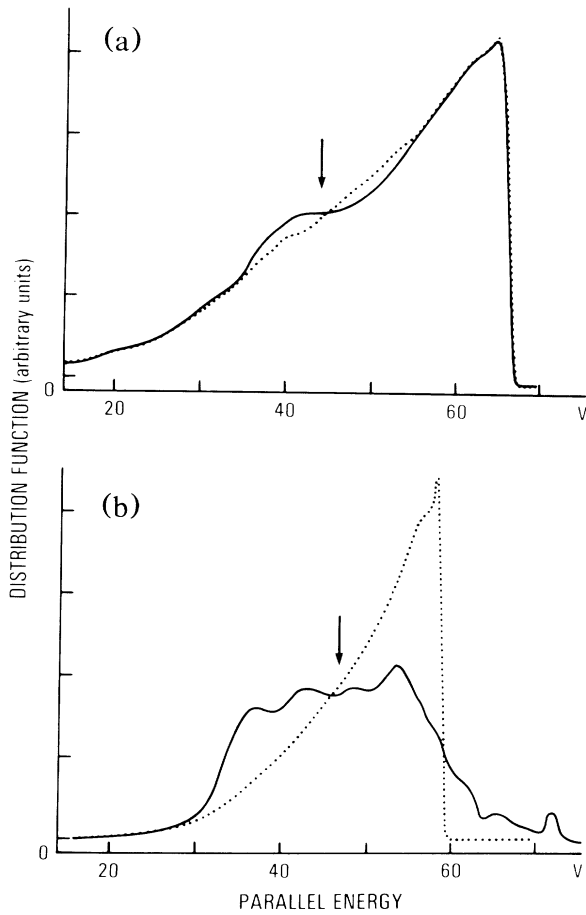 (a)
0
20
40
60
V
DISTRIBUTION FUNCTION (arbitrary units)
(b)
0
20
40
60
V
PARALLEL ENERGY